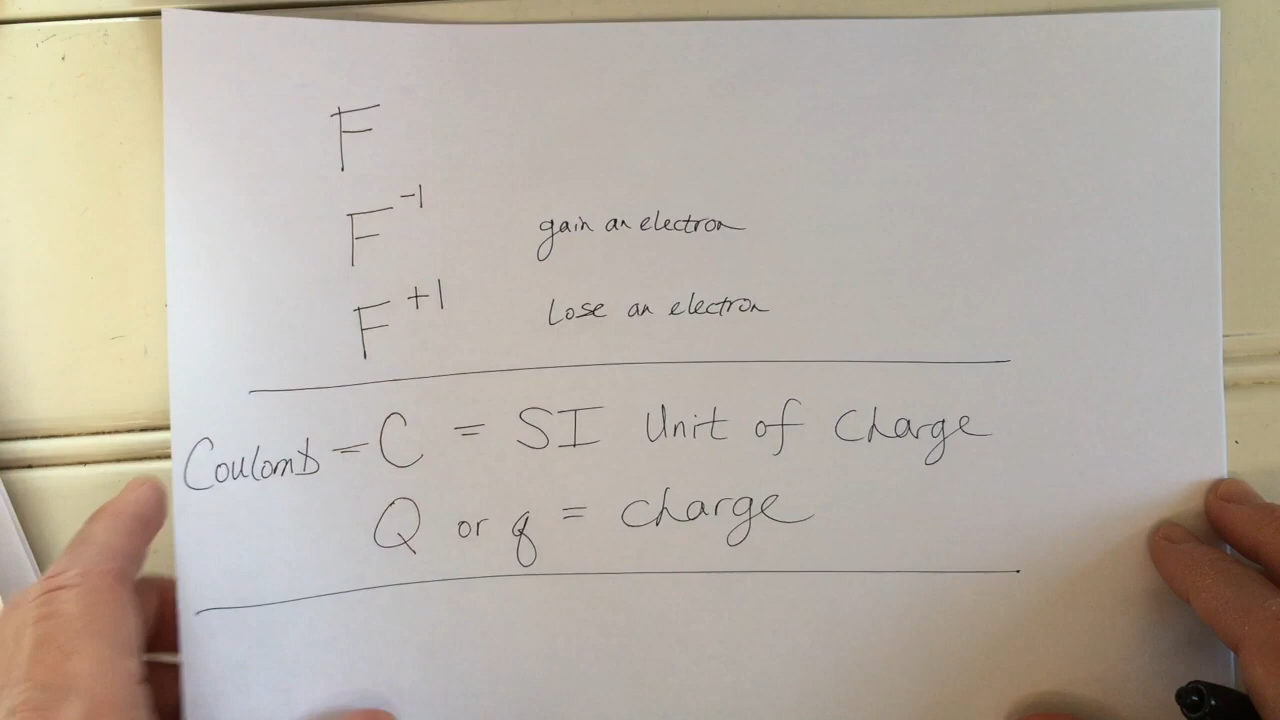 F
F⁻¹ gain an electron
F⁺¹ Lose an electron
Coulomb = C = SI Unit of Charge
Q or q = charge